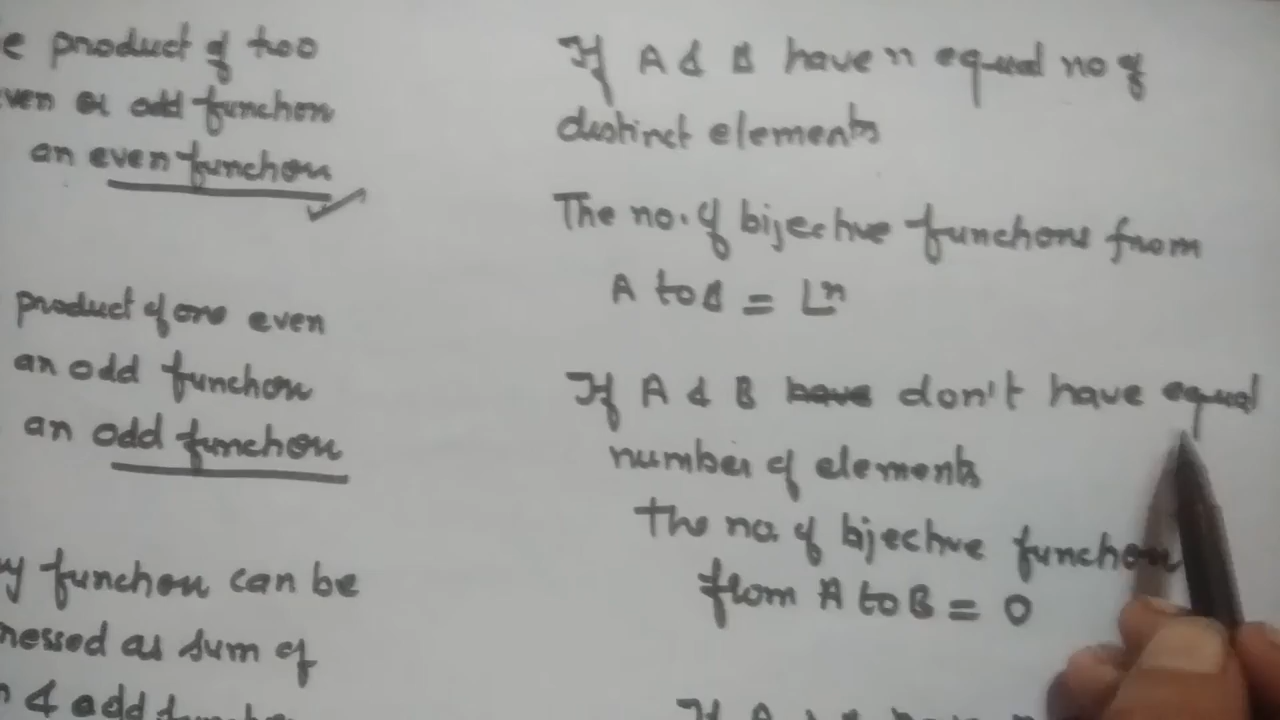 e product of two
ven or odd function
an even function
product of one even
an odd function
an odd function
y function can be
ressed as sum of
n & odd
If A & B have n equal no of
distinct elements
The no. of bijective functions from
A to B = Ln
If A & B have don't have equal
number of elements
the no. of bijective function
from A to B = 0
If A